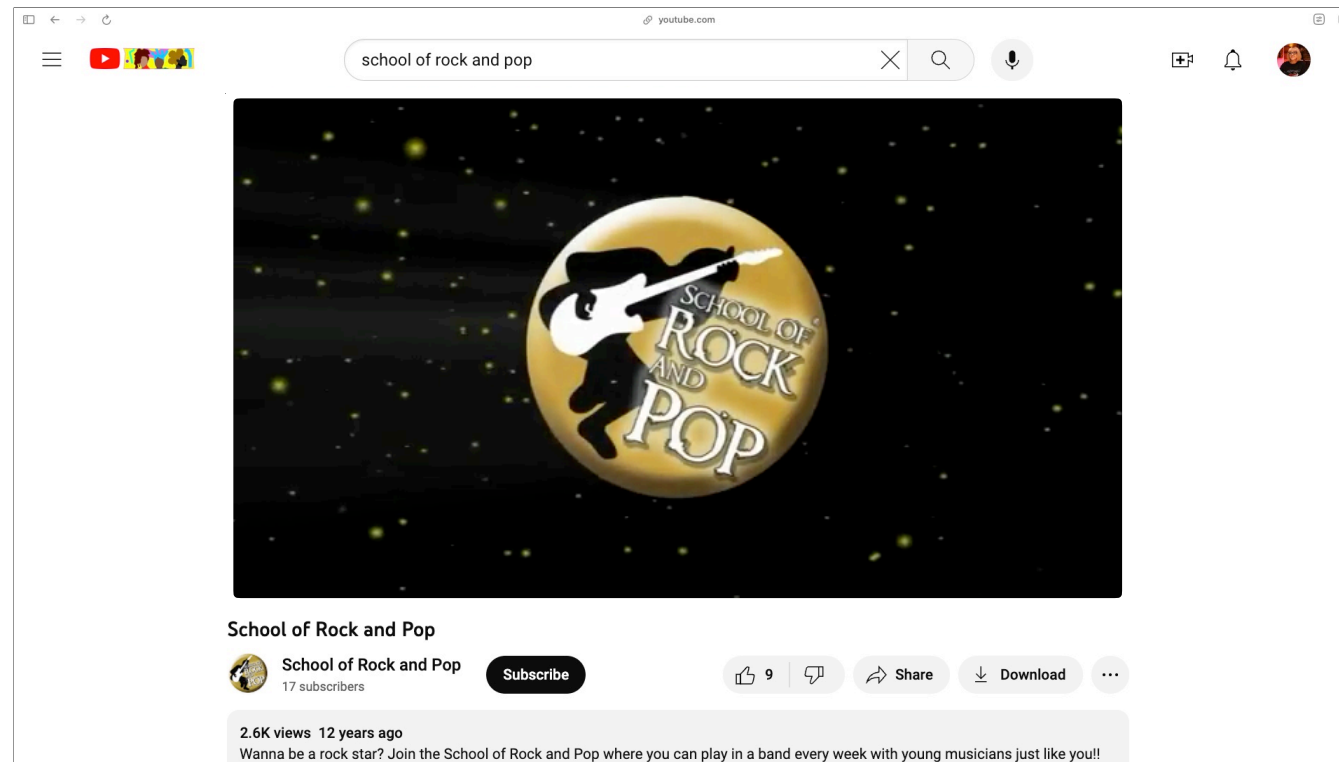 youtube.com
school of rock and pop
SCHOOL OF
ROCK
AND
POP
School of Rock and Pop
School of Rock and Pop
17 subscribers
Subscribe
9
Share
Download
2.6K views 12 years ago
Wanna be a rock star? Join the School of Rock and Pop where you can play in a band every week with young musicians just like you!!